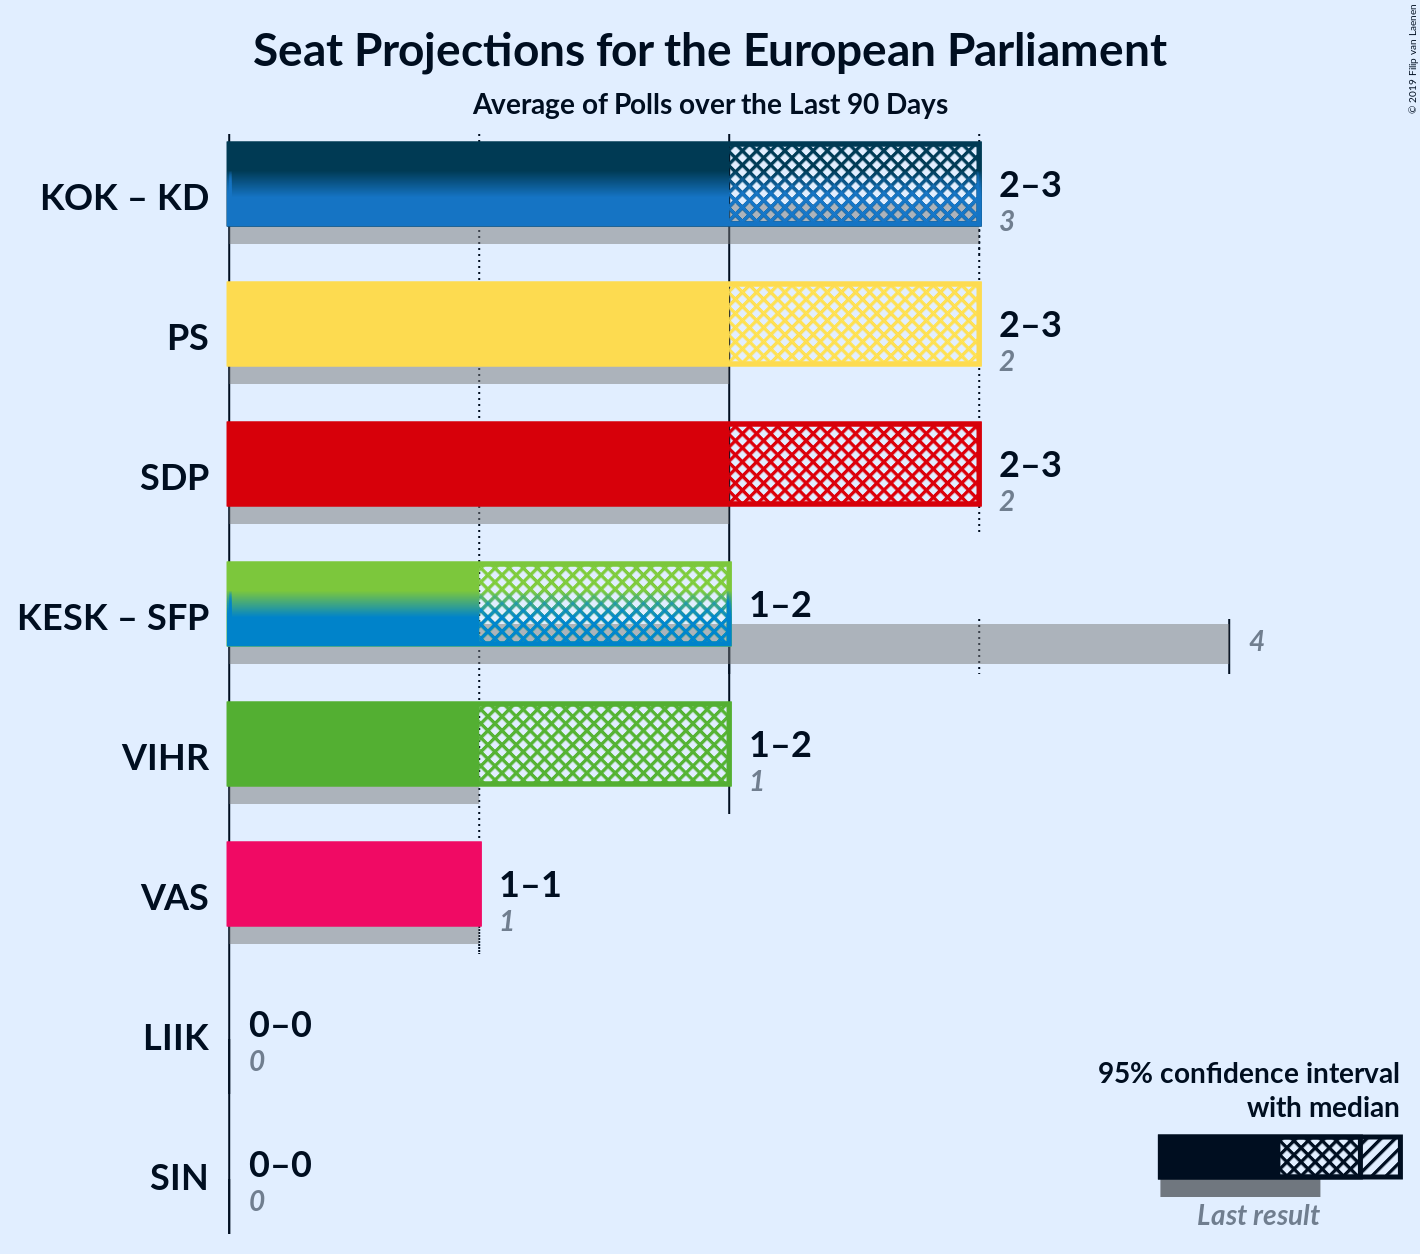 Seat Projections for the European Parliament
Average of Polls over the Last 90 Days
© 2019 Filip van Laenen
KOK – KD
2–3
3
PS
2–3
2
SDP
2–3
2
KESK – SFP
1–2
4
VIHR
1–2
1
VAS
1–1
1
LIIK
0–0
0
SIN
0–0
0
95% confidence interval
with median
Last result